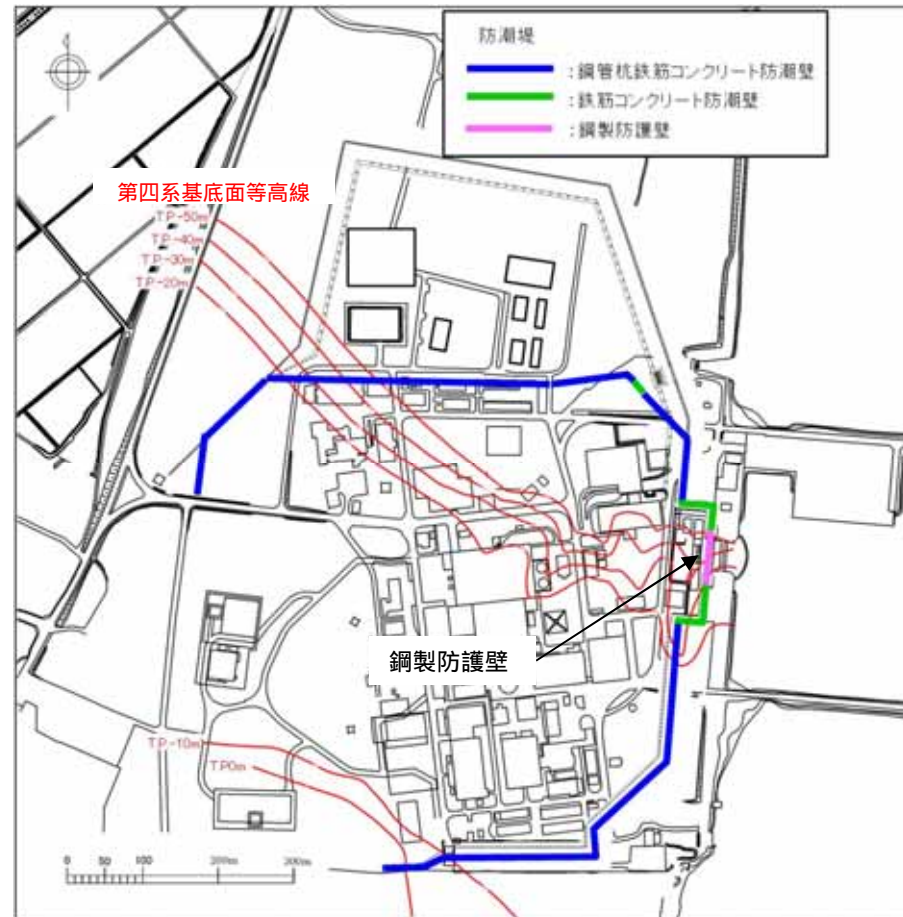 防潮堤
:鋼管杭鉄筋コンクリート防潮壁
:鉄筋コンクリート防潮壁
:鋼製防護壁
第四系基底面等高線
T.P-50m
T.P-40m
T.P-30m
T.P-20m
鋼製防護壁
T.P-10m
T.P0m
0 50 100 200m 300m